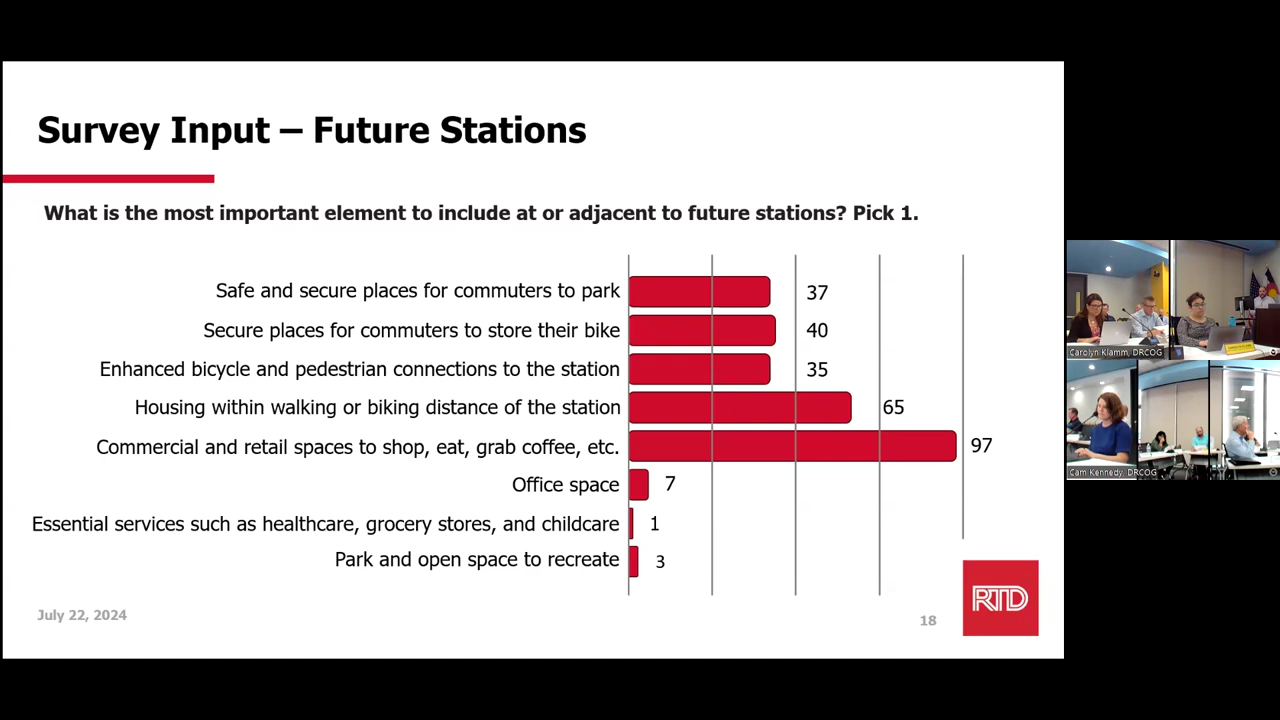 Survey Input – Future Stations
What is the most important element to include at or adjacent to future stations? Pick 1.
Safe and secure places for commuters to park 37
Secure places for commuters to store their bike 40
Enhanced bicycle and pedestrian connections to the station 35
Housing within walking or biking distance of the station 65
Commercial and retail spaces to shop, eat, grab coffee, etc. 97
Office space 7
Essential services such as healthcare, grocery stores, and childcare 1
Park and open space to recreate 3
July 22, 2024
18
RTD
Carolyn Klamm, DRCOG
Cam Kennedy, DRCOG